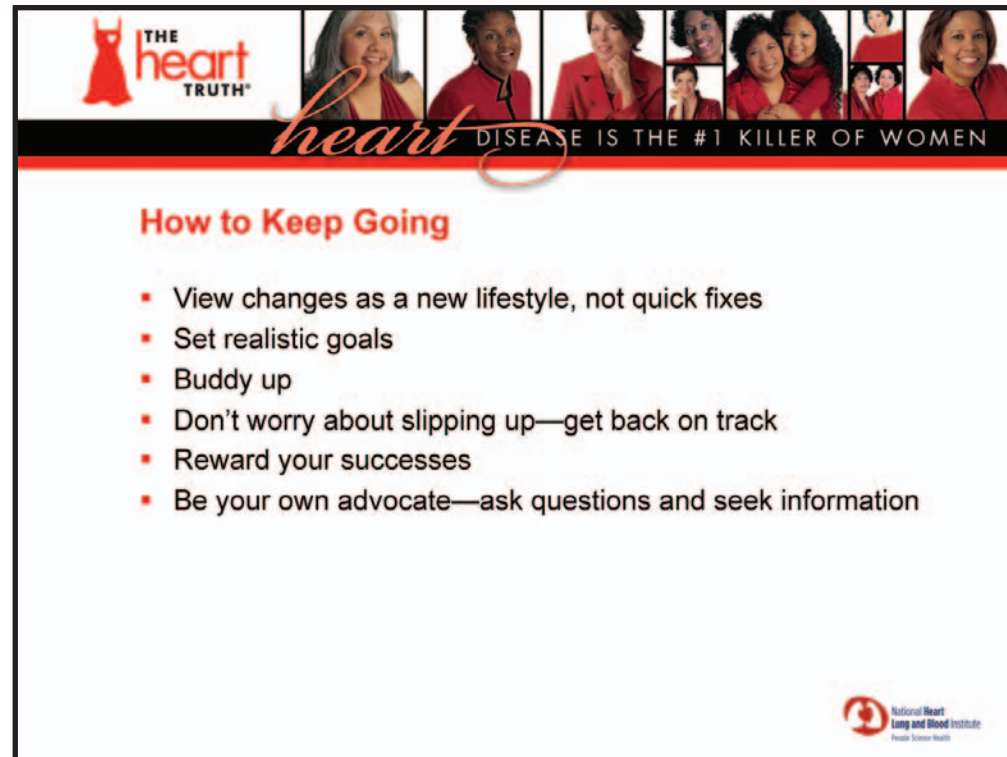 THE
heart
TRUTH®
heart DISEASE IS THE #1 KILLER OF WOMEN
How to Keep Going
▪ View changes as a new lifestyle, not quick fixes
▪ Set realistic goals
▪ Buddy up
▪ Don't worry about slipping up—get back on track
▪ Reward your successes
▪ Be your own advocate—ask questions and seek information
National Heart
Lung and Blood Institute
People Science Health